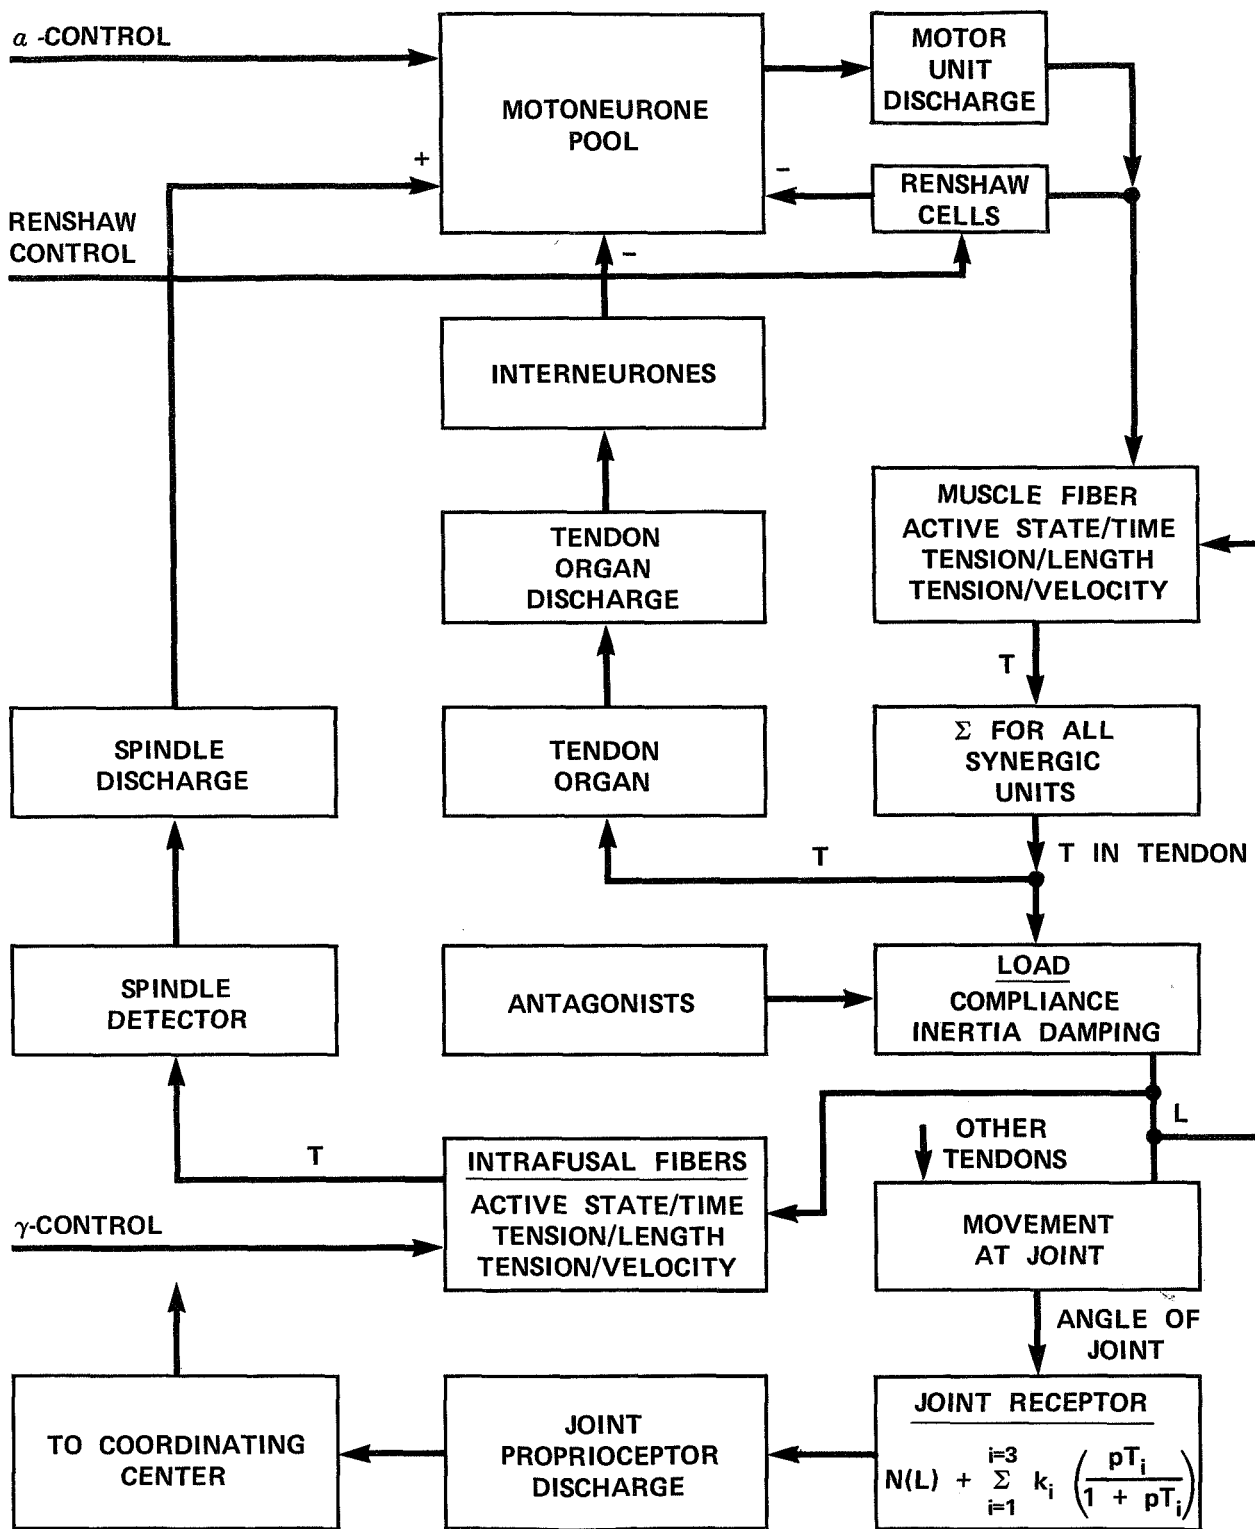 α -CONTROL
MOTONEURONE
POOL
MOTOR
UNIT
DISCHARGE
+
-
RENSHAW
CELLS
RENSHAW
CONTROL
-
INTERNEURONES
MUSCLE FIBER
ACTIVE STATE/TIME
TENSION/LENGTH
TENSION/VELOCITY
TENDON
ORGAN
DISCHARGE
T
SPINDLE
DISCHARGE
TENDON
ORGAN
Σ FOR ALL
SYNERGIC
UNITS
T
T IN TENDON
SPINDLE
DETECTOR
ANTAGONISTS
LOAD
COMPLIANCE
INERTIA DAMPING
L
OTHER
TENDONS
T
INTRAFUSAL FIBERS
ACTIVE STATE/TIME
TENSION/LENGTH
TENSION/VELOCITY
γ-CONTROL
MOVEMENT
AT JOINT
ANGLE OF
JOINT
TO COORDINATING
CENTER
JOINT
PROPRIOCEPTOR
DISCHARGE
JOINT RECEPTOR
N(L) + Σ_{i=1}^{i=3} k_i (pT_i / (1 + pT_i))